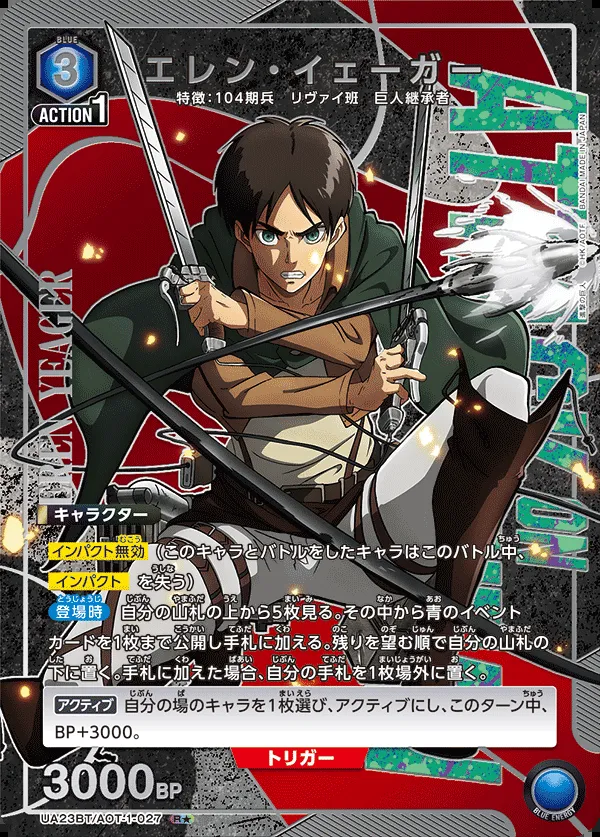 BLUE
3
ACTION 1
エレン・イェーガー
特徴:104期兵 リヴァイ班 巨人継承者
EREN YEAGER
BANDAI MADE IN JAPAN
キャラクター
インパクト無効 (このキャラとバトルをしたキャラはこのバトル中、
インパクト を失う)
登場時 自分の山札の上から5枚見る。その中から青のイベント
カードを1枚まで公開し手札に加える。残りを望む順で自分の山札の
下に置く。手札に加えた場合、自分の手札を1枚場外に置く。
トリガー
アクティブ 自分の場のキャラを1枚選び、アクティブにし、このターン中、
BP+3000。
3000BP
UA23BT/AOT-1-027 R★
BLUE ENERGY